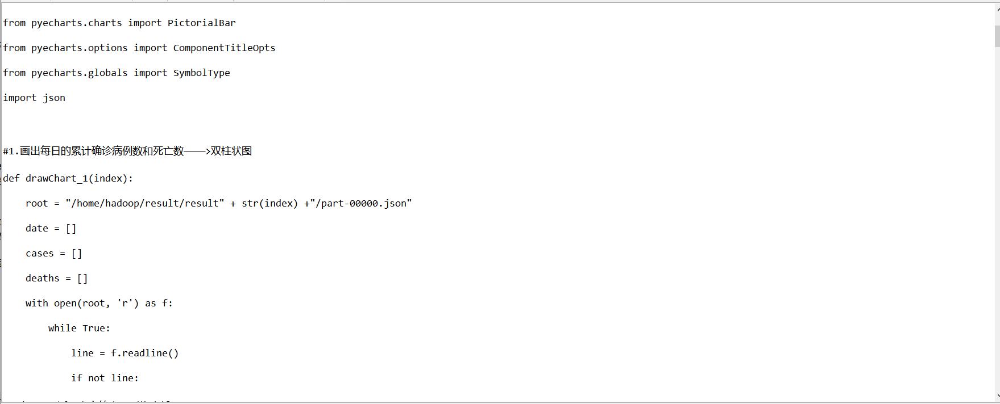 from pyecharts.charts import PictorialBar
from pyecharts.options import ComponentTitleOpts
from pyecharts.globals import SymbolType
import json
#1.画出每日的累计确诊病例数和死亡数————>双柱状图
def drawChart_1(index):
    root = "/home/hadoop/result/result" + str(index) +"/part-00000.json"
    date = []
    cases = []
    deaths = []
    with open(root, 'r') as f:
        while True:
            line = f.readline()
            if not line: